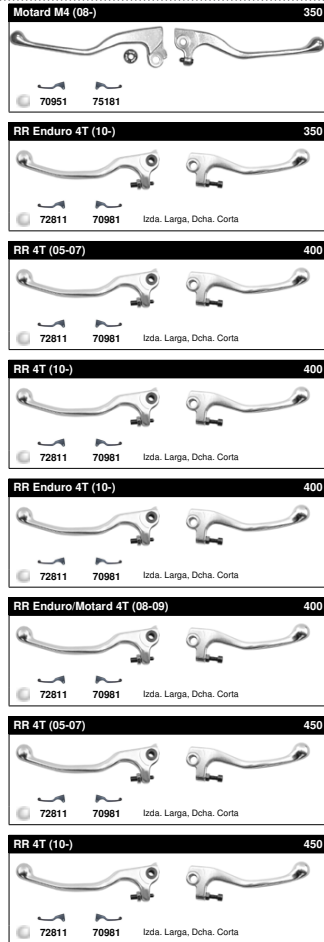 Motard M4 (08-) 350
70951 75181
RR Enduro 4T (10-) 350
72811 70981 Izda. Larga, Dcha. Corta
RR 4T (05-07) 400
72811 70981 Izda. Larga, Dcha. Corta
RR 4T (10-) 400
72811 70981 Izda. Larga, Dcha. Corta
RR Enduro 4T (10-) 400
72811 70981 Izda. Larga, Dcha. Corta
RR Enduro/Motard 4T (08-09) 400
72811 70981 Izda. Larga, Dcha. Corta
RR 4T (05-07) 450
72811 70981 Izda. Larga, Dcha. Corta
RR 4T (10-) 450
72811 70981 Izda. Larga, Dcha. Corta